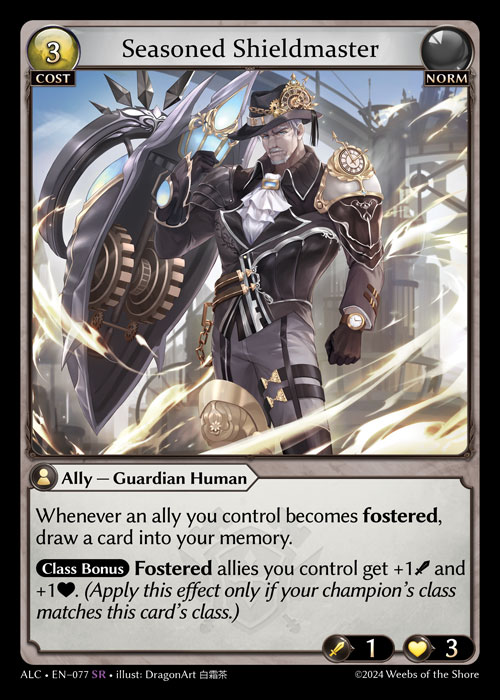 3
Seasoned Shieldmaster
COST
NORM
Ally — Guardian Human
Whenever an ally you control becomes fostered,
draw a card into your memory.
Class Bonus Fostered allies you control get +1 and
+1. (Apply this effect only if your champion's class
matches this card's class.)
1
3
ALC • EN-077 SR • illust: DragonArt 白霜茶
©2024 Weebs of the Shore